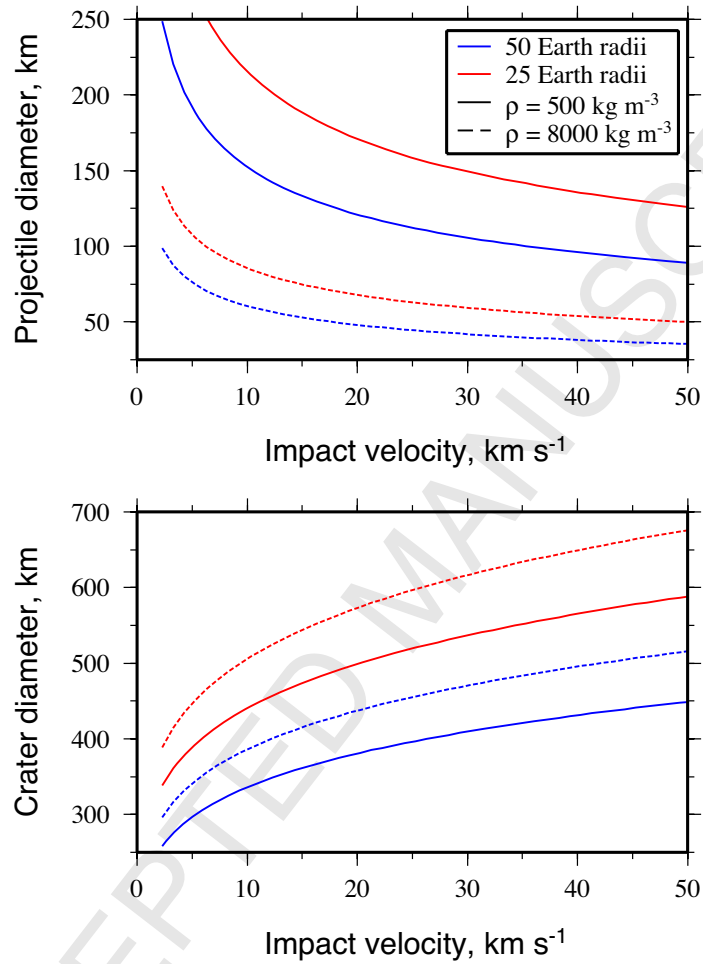 250
200
150
100
50
Projectile diameter, km
50 Earth radii
25 Earth radii
ρ = 500 kg m-3
ρ = 8000 kg m-3
0 10 20 30 40 50
Impact velocity, km s-1
700
600
500
400
300
Crater diameter, km
0 10 20 30 40 50
Impact velocity, km s-1